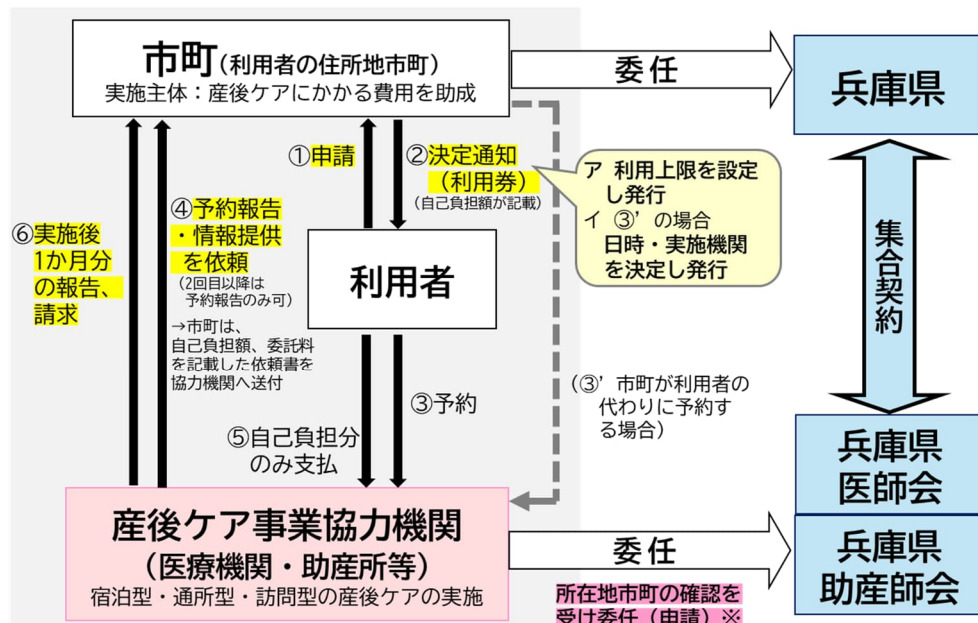 市町(利用者の住所地市町)
実施主体：産後ケアにかかる費用を助成
委任
兵庫県
①申請
②決定通知
（利用券）
（自己負担額が記載）
ア 利用上限を設定
し発行
イ ③’の場合
日時・実施機関
を決定し発行
④予約報告
・情報提供
を依頼
（2回目以降は
予約報告のみ可）
→市町は、
自己負担額、委託料
を記載した依頼書を
協力機関へ送付
⑥実施後
1か月分
の報告、
請求
利用者
集合契約
（③’市町が利用者の
代わりに予約す
る場合）
③予約
⑤自己負担分
のみ支払
兵庫県
医師会
産後ケア事業協力機関
（医療機関・助産所等）
宿泊型・通所型・訪問型の産後ケアの実施
委任
兵庫県
助産師会
所在地市町の確認を
受け委任（申請）※